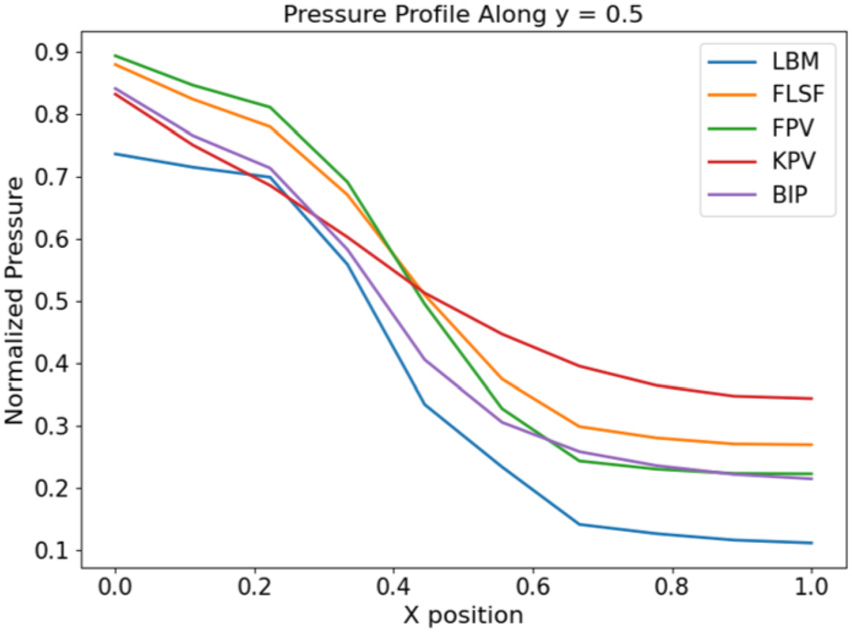 Pressure Profile Along y = 0.5
Normalized Pressure
0.9
0.8
0.7
0.6
0.5
0.4
0.3
0.2
0.1
LBM
FLSF
FPV
KPV
BIP
0.0 0.2 0.4 0.6 0.8 1.0
X position